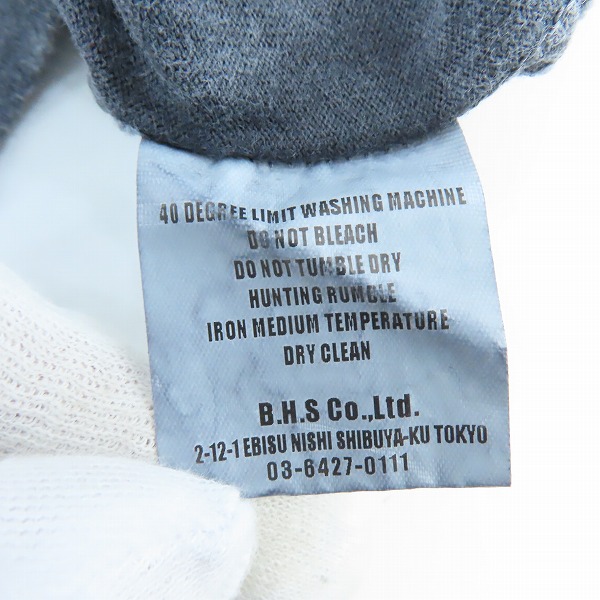 40 DEGREE LIMIT WASHING MACHINE
DO NOT BLEACH
DO NOT TUMBLE DRY
HUNTING RUMBLE
IRON MEDIUM TEMPERATURE
DRY CLEAN
B.H.S Co.,Ltd.
2-12-1 EBISU NISHI SHIBUYA-KU TOKYO
03-6427-0111